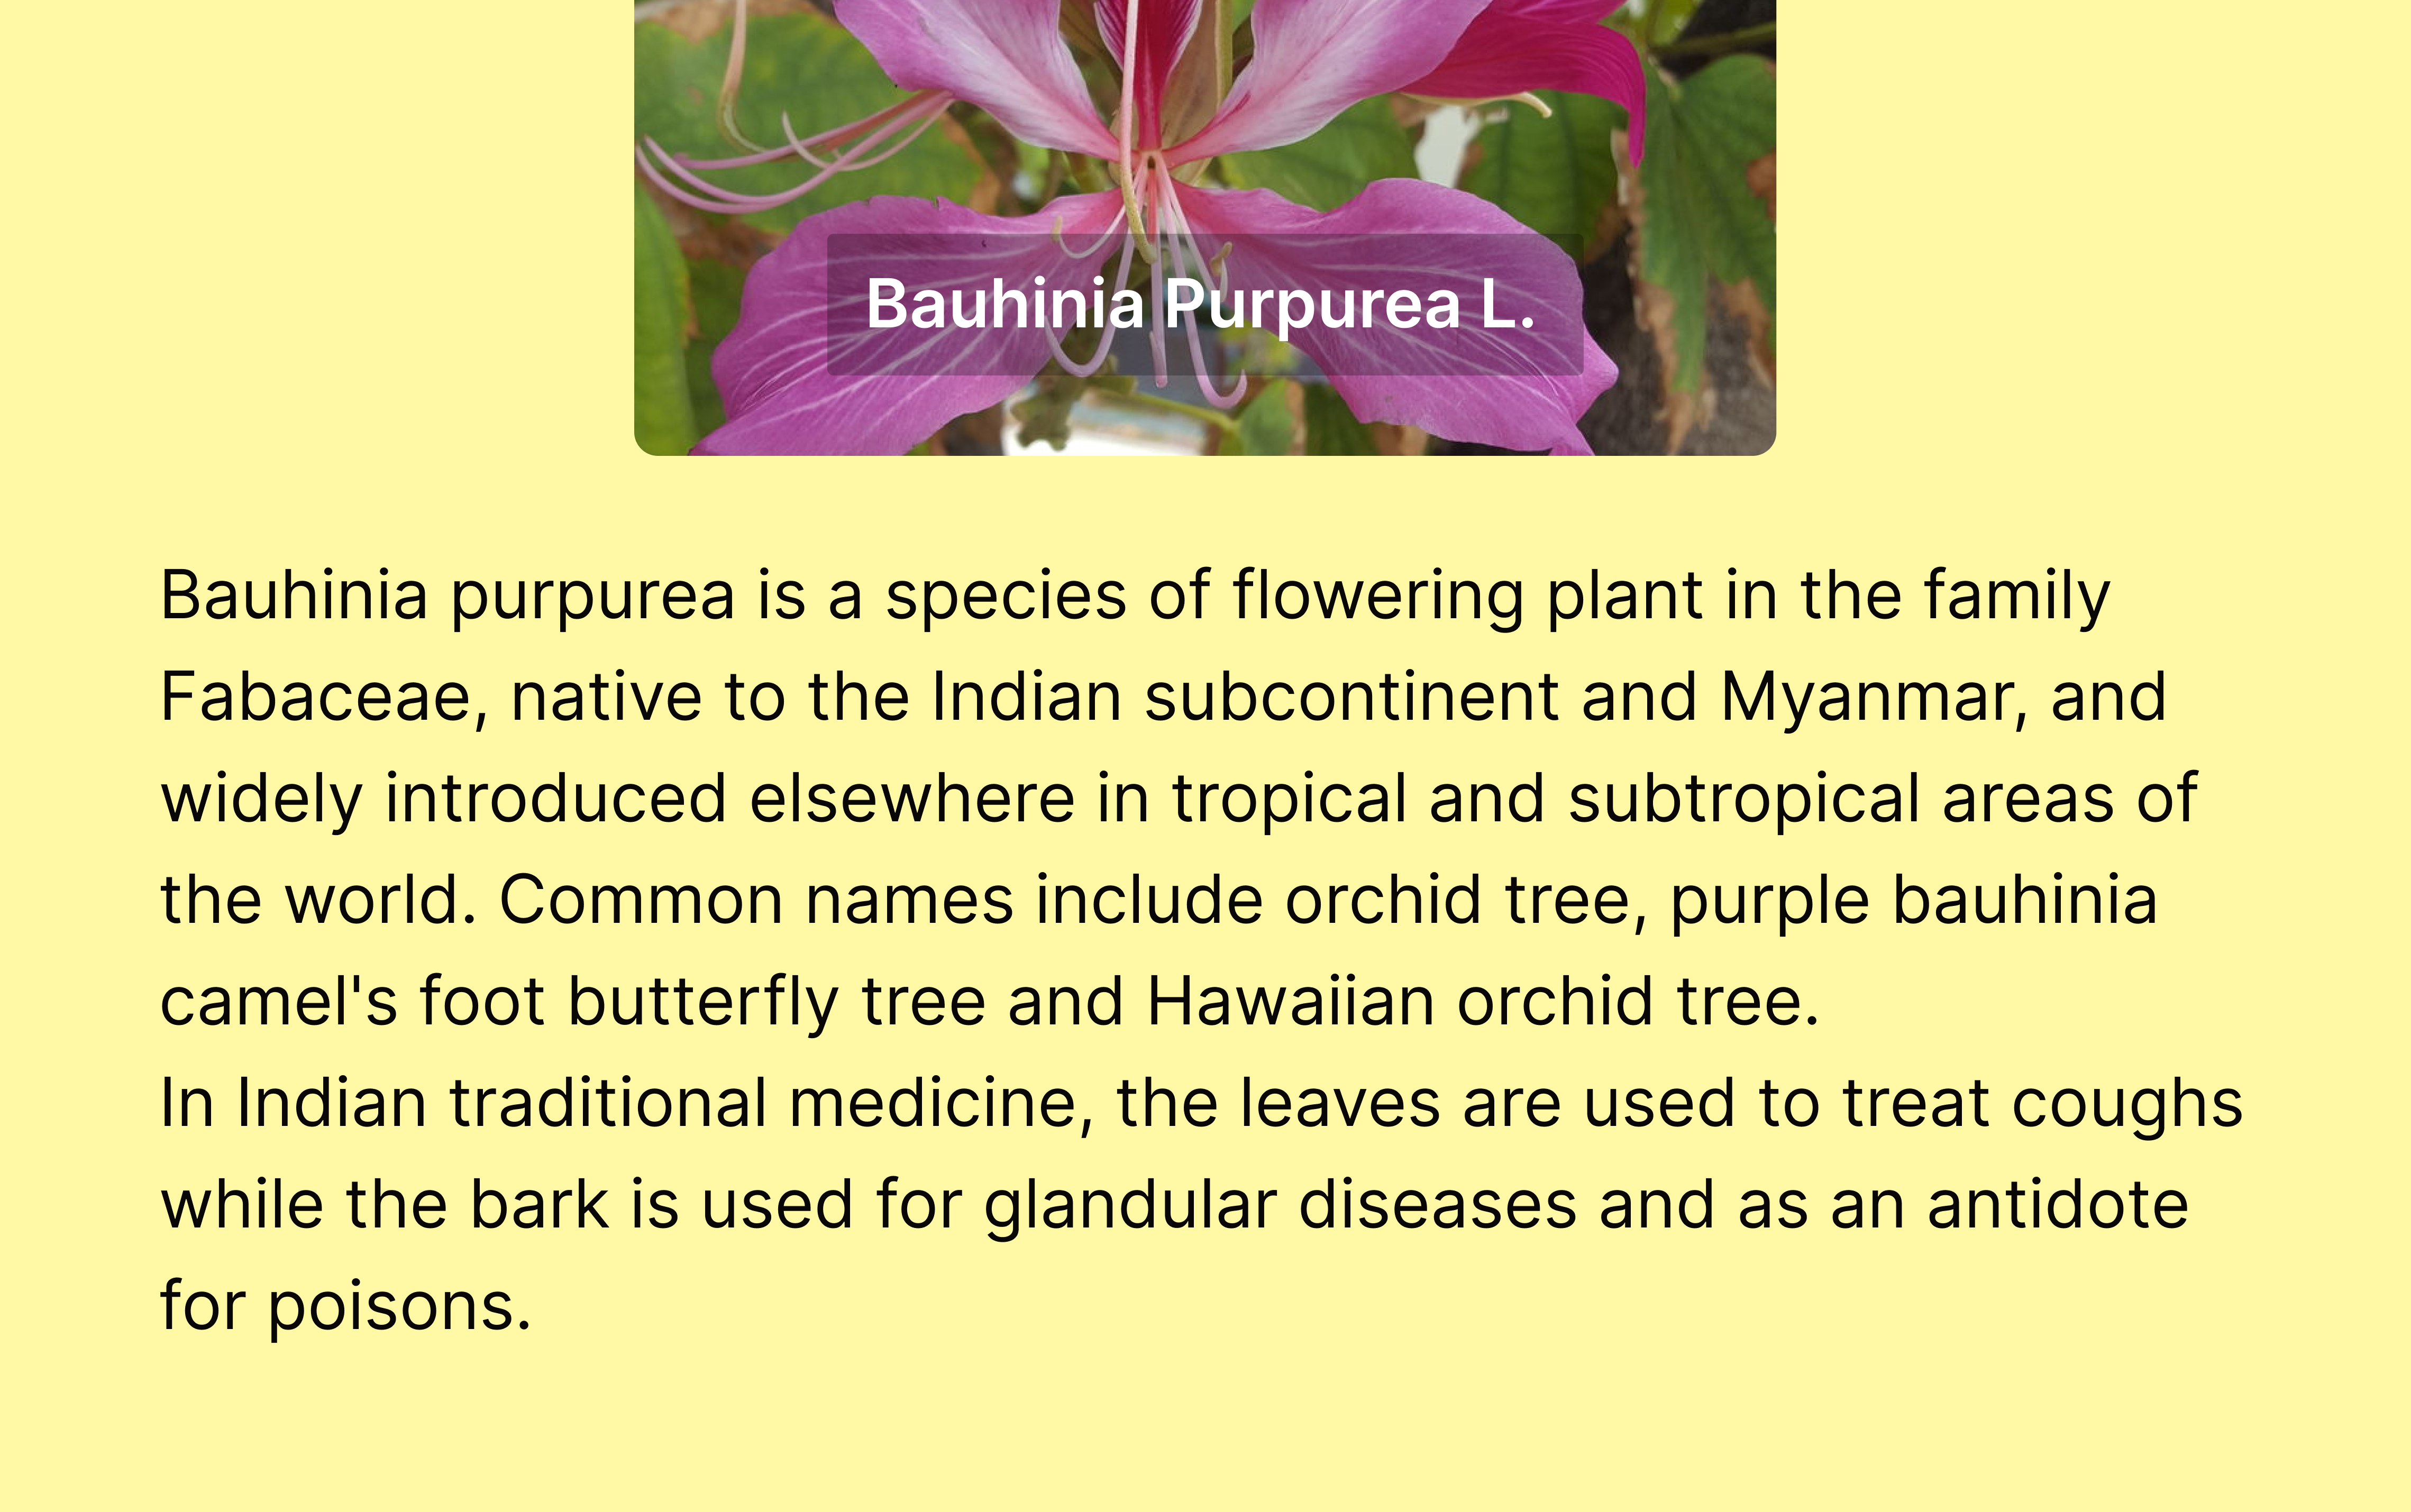 Bauhinia Purpurea L.
Bauhinia purpurea is a species of flowering plant in the family
Fabaceae, native to the Indian subcontinent and Myanmar, and
widely introduced elsewhere in tropical and subtropical areas of
the world. Common names include orchid tree, purple bauhinia
camel's foot butterfly tree and Hawaiian orchid tree.
In Indian traditional medicine, the leaves are used to treat coughs
while the bark is used for glandular diseases and as an antidote
for poisons.